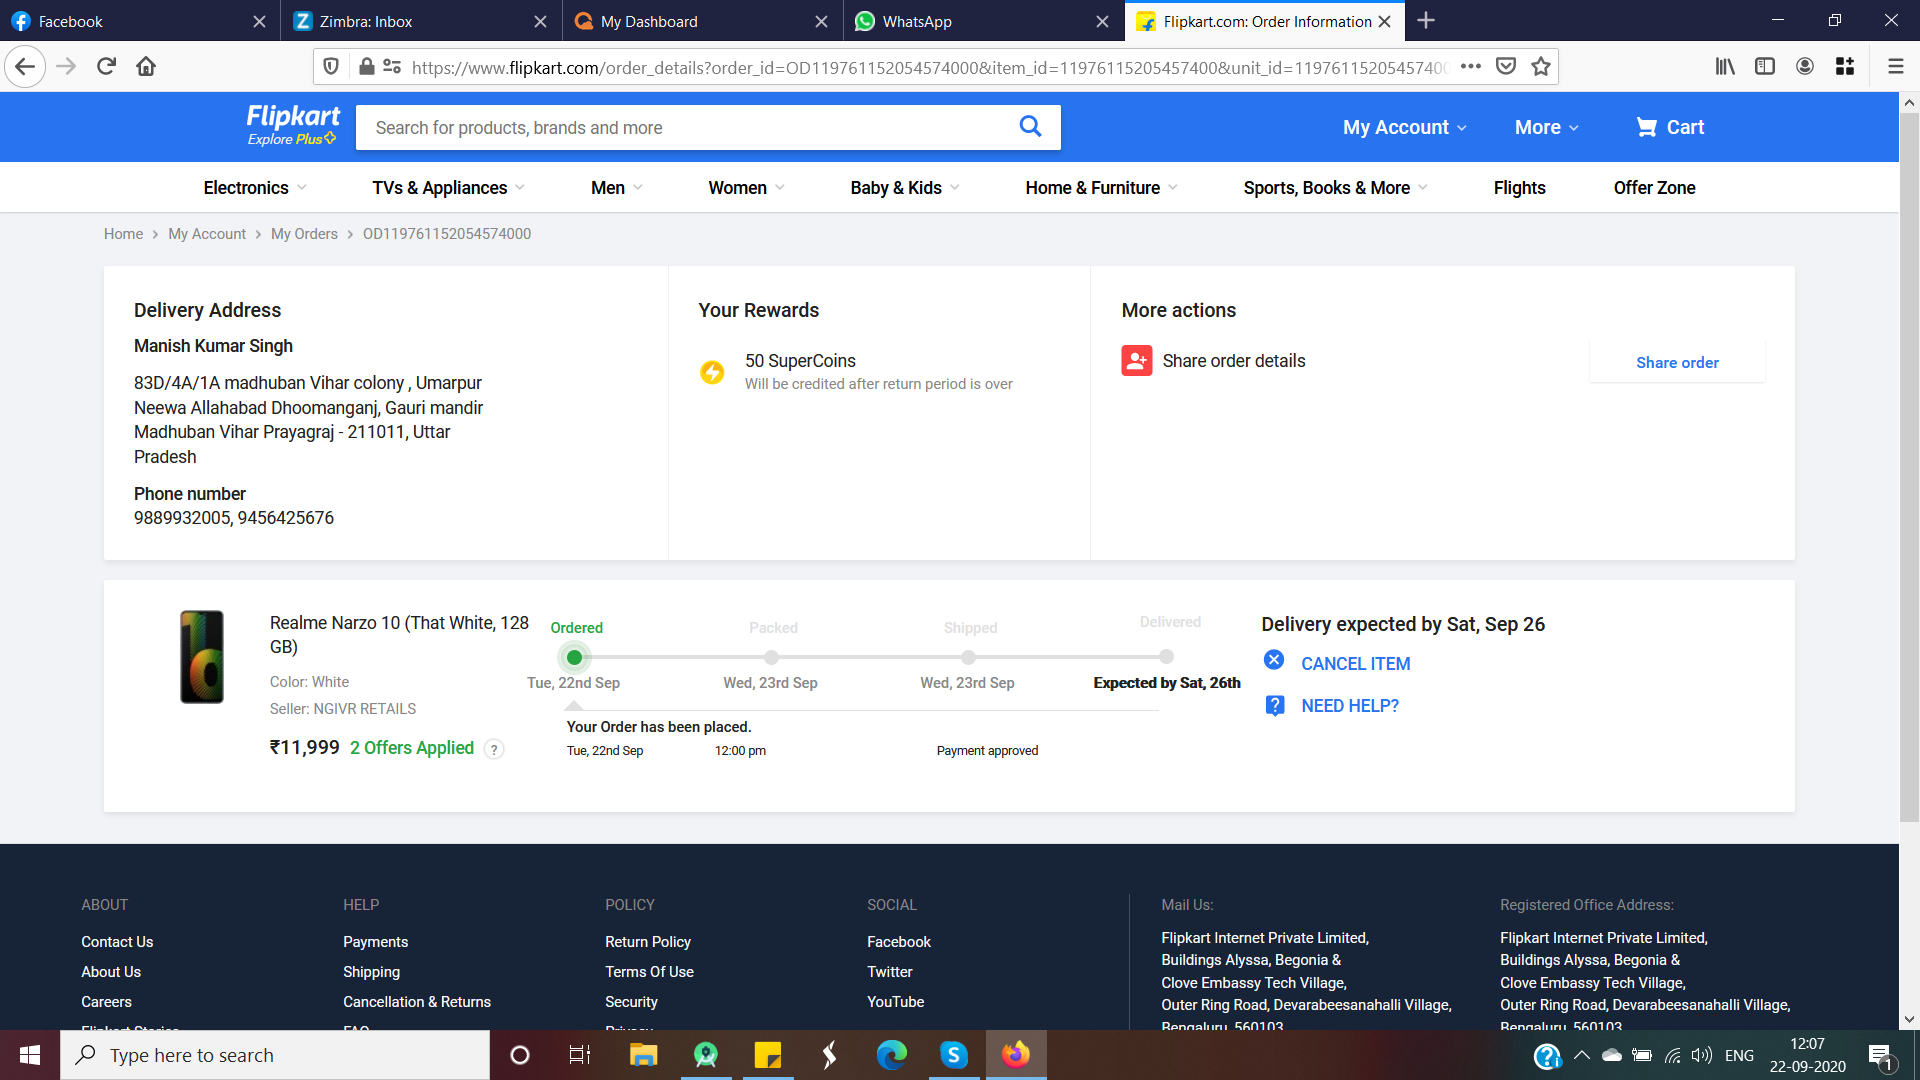 Facebook
Zimbra: Inbox
My Dashboard
WhatsApp
Flipkart.com: Order Information
https://www.flipkart.com/order_details?order_id=OD119761152054574000&item_id=11976115205457400&unit_id=1197611520545740
Flipkart
Explore Plus
Search for products, brands and more
My Account
More
Cart
Electronics
TVs & Appliances
Men
Women
Baby & Kids
Home & Furniture
Sports, Books & More
Flights
Offer Zone
Home > My Account > My Orders > OD119761152054574000
Delivery Address
Manish Kumar Singh
83D/4A/1A madhuban Vihar colony , Umarpur
Neewa Allahabad Dhoomanganj, Gauri mandir
Madhuban Vihar Prayagraj - 211011, Uttar
Pradesh
Phone number
9889932005, 9456425676
Your Rewards
50 SuperCoins
Will be credited after return period is over
More actions
Share order details
Share order
Realme Narzo 10 (That White, 128
GB)
Color: White
Seller: NGIVR RETAILS
₹11,999 2 Offers Applied ?
Ordered
Packed
Shipped
Delivered
Tue, 22nd Sep
Wed, 23rd Sep
Wed, 23rd Sep
Expected by Sat, 26th
Your Order has been placed.
Tue, 22nd Sep 12:00 pm Payment approved
Delivery expected by Sat, Sep 26
CANCEL ITEM
NEED HELP?
ABOUT
Contact Us
About Us
Careers
Flipkart Stories
HELP
Payments
Shipping
Cancellation & Returns
FAQ
POLICY
Return Policy
Terms Of Use
Security
Privacy
SOCIAL
Facebook
Twitter
YouTube
Mail Us:
Flipkart Internet Private Limited,
Buildings Alyssa, Begonia &
Clove Embassy Tech Village,
Outer Ring Road, Devarabeesanahalli Village,
Bengaluru, 560103
Registered Office Address:
Flipkart Internet Private Limited,
Buildings Alyssa, Begonia &
Clove Embassy Tech Village,
Outer Ring Road, Devarabeesanahalli Village,
Bengaluru, 560103
Type here to search
ENG
12:07
22-09-2020
1